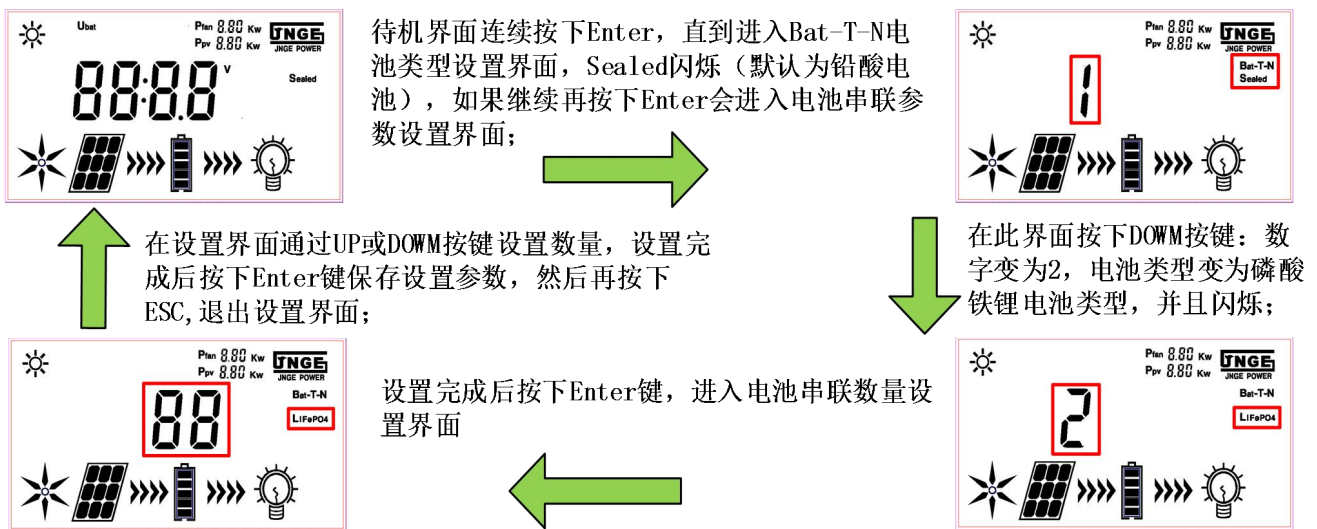 Ubat
Pfan 8.80 Kw
Ppv 8.80 Kw
JNGE
JNGE POWER
88:8.8 V
Sealed
待机界面连续按下Enter，直到进入Bat-T-N电
池类型设置界面，Sealed闪烁（默认为铅酸电
池），如果继续再按下Enter会进入电池串联参
数设置界面；
Pfan 8.80 Kw
Ppv 8.80 Kw
JNGE
JNGE POWER
Bat-T-N
Sealed
1
在设置界面通过UP或DOWM按键设置数量，设置完
成后按下Enter键保存设置参数，然后再按下
ESC,退出设置界面；
在此界面按下DOWM按键：数
字变为2，电池类型变为磷酸
铁锂电池类型，并且闪烁；
Pfan 8.80 Kw
Ppv 8.80 Kw
JNGE
JNGE POWER
Bat-T-N
LiFePO4
88
设置完成后按下Enter键，进入电池串联数量设
置界面
Pfan 8.80 Kw
Ppv 8.80 Kw
JNGE
JNGE POWER
Bat-T-N
LiFePO4
2